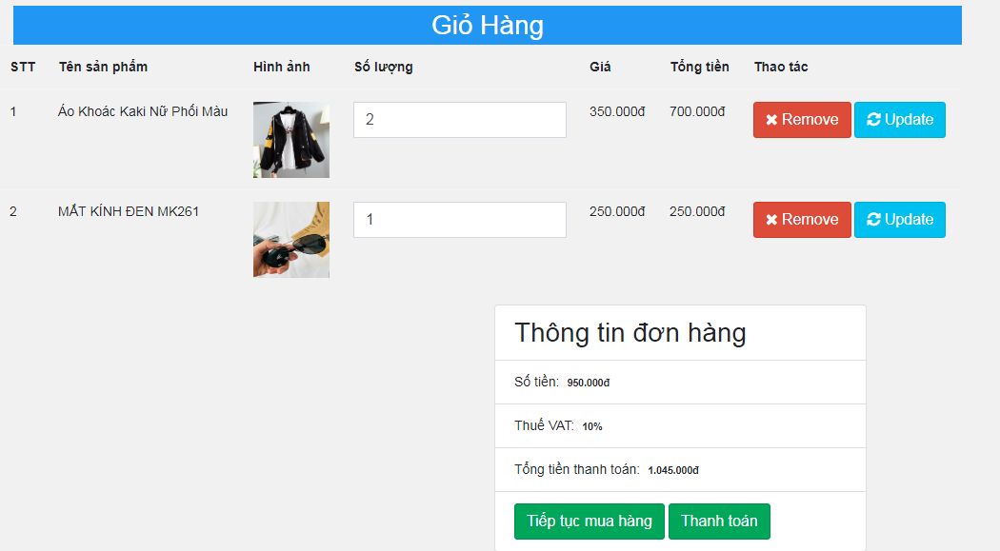 Giỏ Hàng
STT Tên sản phẩm Hình ảnh Số lượng Giá Tổng tiền Thao tác
1 Áo Khoác Kaki Nữ Phối Màu 2 350.000đ 700.000đ Remove Update
2 MẮT KÍNH ĐEN MK261 1 250.000đ 250.000đ Remove Update
Thông tin đơn hàng
Số tiền: 950.000đ
Thuế VAT: 10%
Tổng tiền thanh toán: 1.045.000đ
Tiếp tục mua hàng Thanh toán